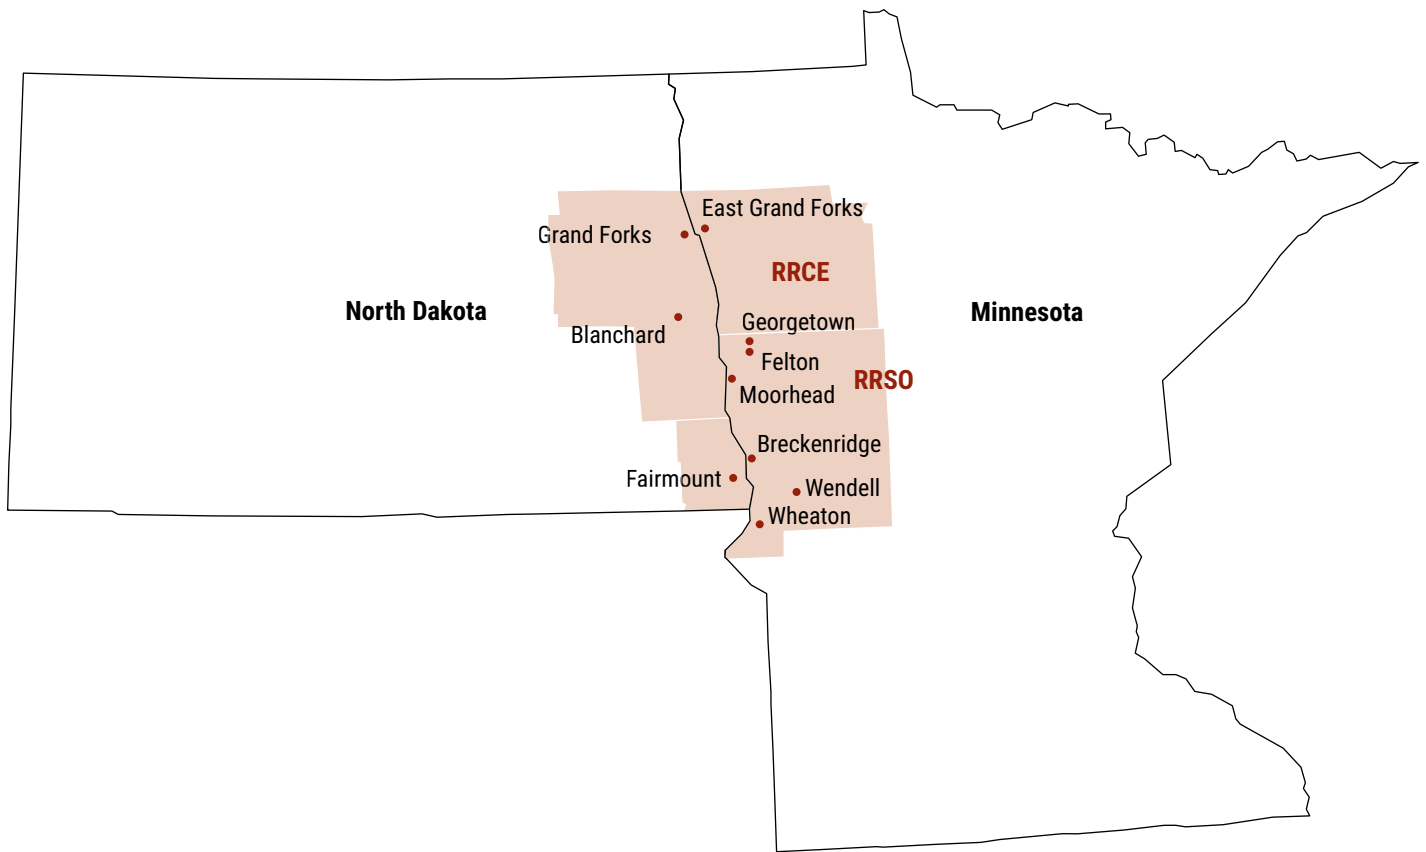 East Grand Forks
Grand Forks
RRCE
North Dakota
Minnesota
Georgetown
Blanchard
Felton
RRSO
Moorhead
Breckenridge
Fairmount
Wendell
Wheaton